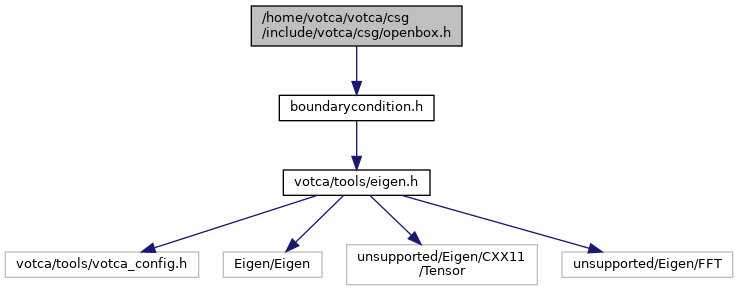 /home/votca/votca/csg
/include/votca/csg/openbox.h
boundarycondition.h
votca/tools/eigen.h
votca/tools/votca_config.h
Eigen/Eigen
unsupported/Eigen/CXX11
/Tensor
unsupported/Eigen/FFT